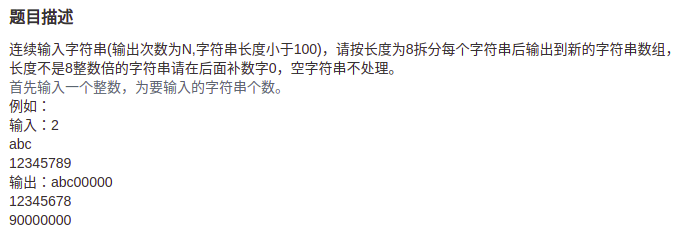 题目描述
连续输入字符串(输出次数为N,字符串长度小于100)，请按长度为8拆分每个字符串后输出到新的字符串数组，
长度不是8整数倍的字符串请在后面补数字0，空字符串不处理。
首先输入一个整数，为要输入的字符串个数。
例如：
输入：2
abc
12345789
输出：abc00000
12345678
90000000